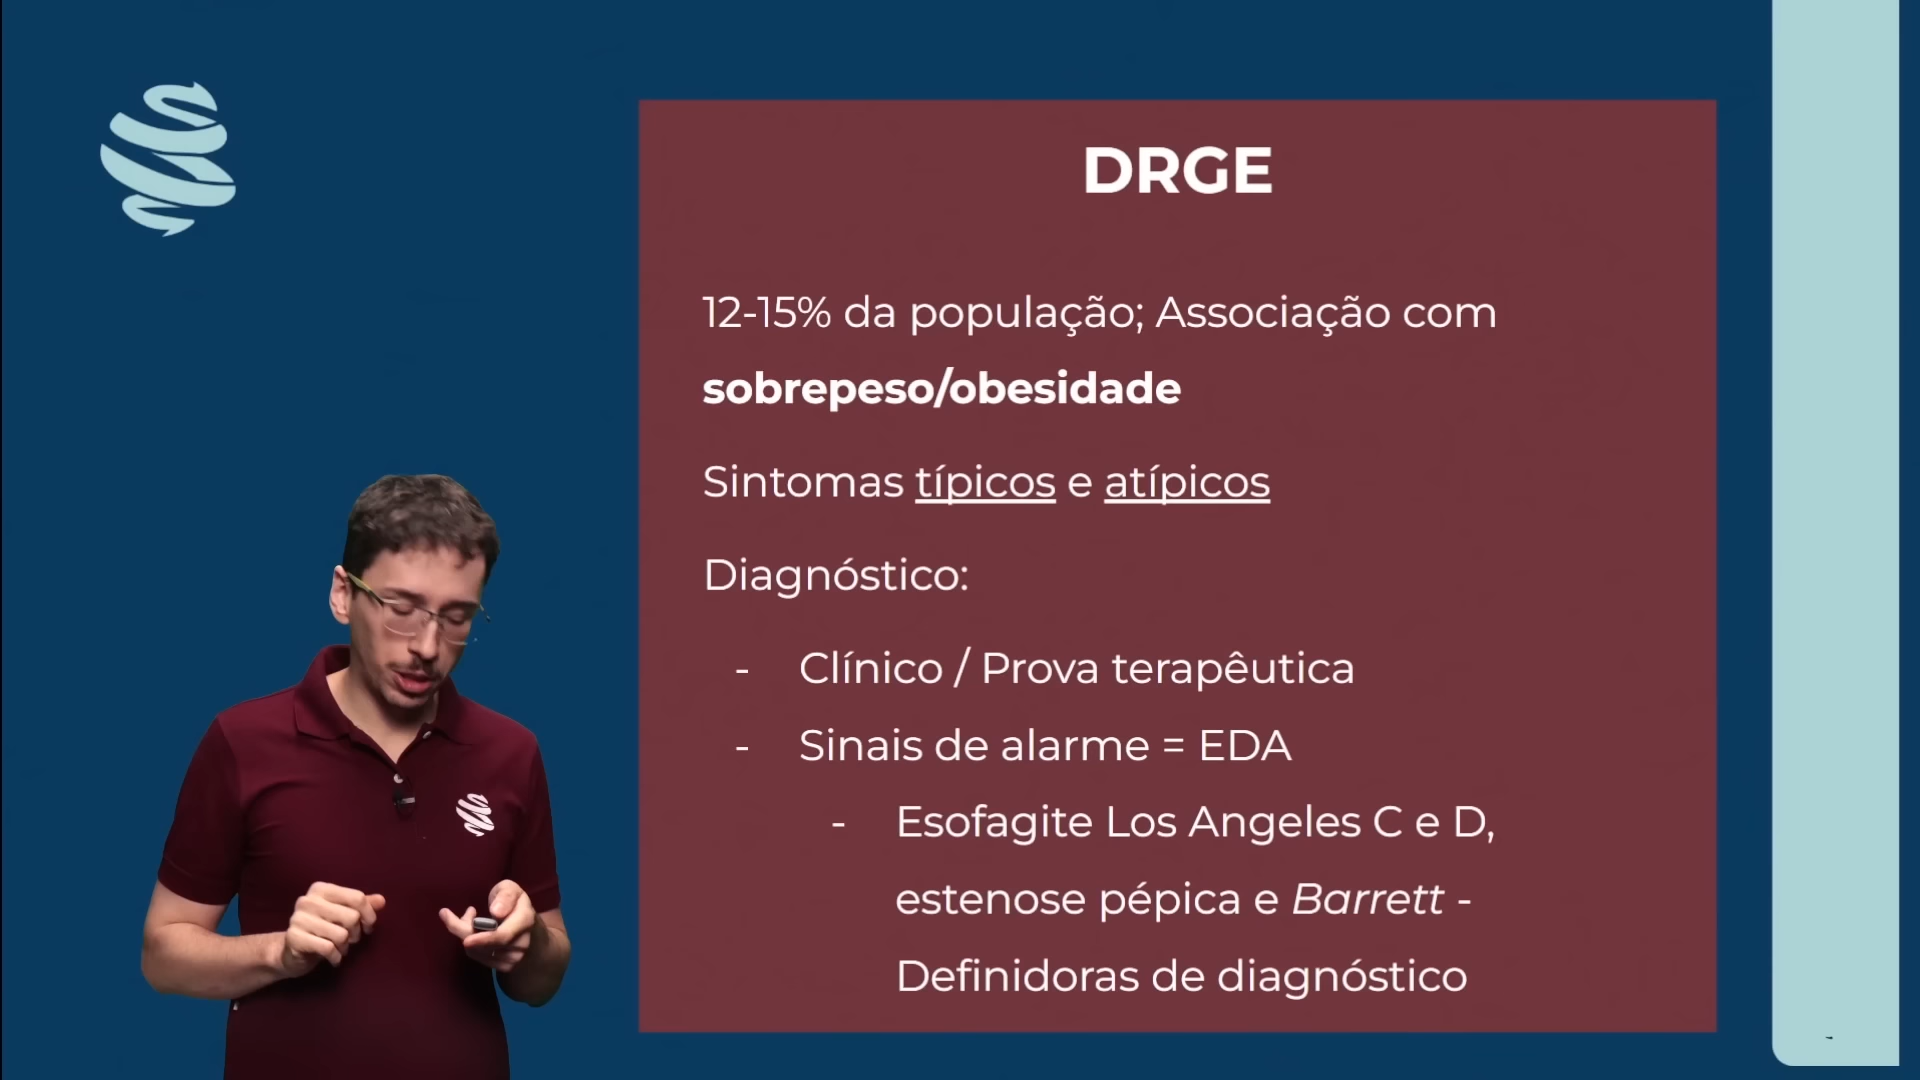 DRGE
12-15% da população; Associação com
sobrepeso/obesidade
Sintomas típicos e atípicos
Diagnóstico:
- Clínico / Prova terapêutica
- Sinais de alarme = EDA
- Esofagite Los Angeles C e D,
estenose pépica e Barrett -
Definidoras de diagnóstico